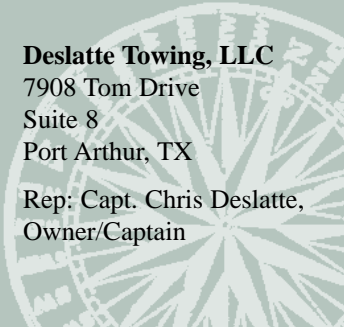 Deslatte Towing, LLC
7908 Tom Drive
Suite 8
Port Arthur, TX
Rep: Capt. Chris Deslatte,
Owner/Captain